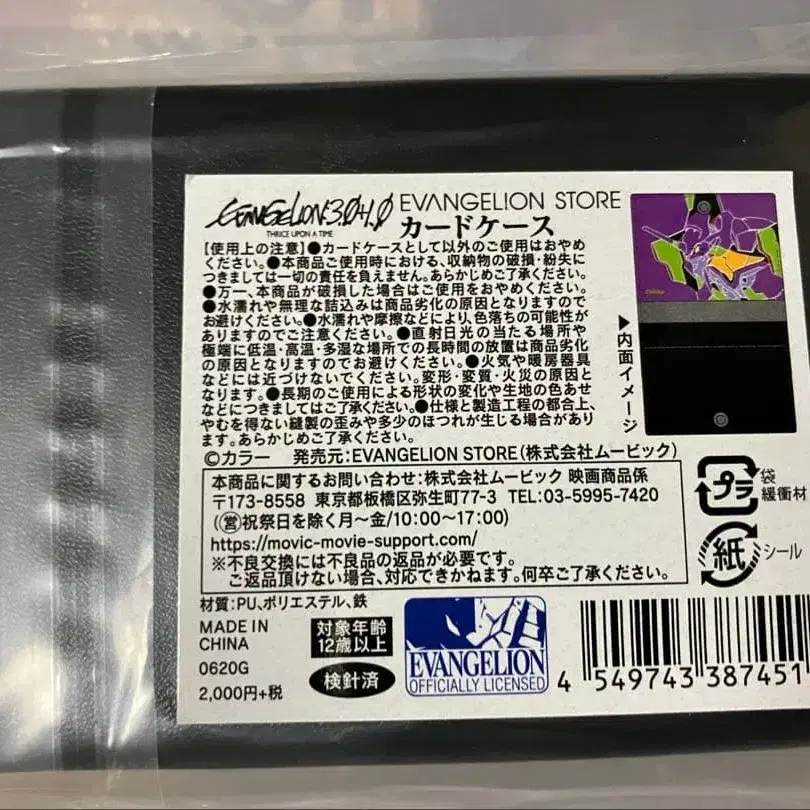 EVANGELION:3.0+1.0 EVANGELION STORE
THRICE UPON A TIME カードケース
【使用上の注意】●カードケースとして以外のご使用はおやめ
ください。●本商品ご使用時における、収納物の破損・紛失に
つきましては一切の責任を負えません。あらかじめご了承ください。
●万一、本商品が破損した場合はご使用をおやめください。
●水濡れや無理な詰込みは商品劣化の原因となりますので
お避けください。●水濡れや摩擦などにより、色落ちの可能性が
ありますのでご注意ください。●直射日光の当たる場所や
極端に低温・高温・多湿な場所での長時間の放置は商品劣化
の原因となりますのでお避けください。●火気や暖房器具
などには近づけないでください。変形・変質・火災の原因と
なります。●長期のご使用による形状の変化や生地の色あせ
などにつきましてはご了承ください。●仕様と製造工程の都合上、
やむを得ない縫製の歪みや多少のほつれが生じる場合があり
ます。あらかじめご了承ください。
▶内面イメージ
©カラー 発売元:EVANGELION STORE(株式会社ムービック)
本商品に関するお問い合わせ:株式会社ムービック 映画商品係
〒173-8558 東京都板橋区弥生町77-3 TEL:03-5995-7420
(営祝祭日を除く月~金/10:00~17:00)
https://movic-movie-support.com/
※不良交換には不良品の返品が必要です。
ご返品頂けない場合、対応できかねます。何卒ご了承ください。
プラ 袋
緩衝材
紙 シール
材質:PU、ポリエステル、鉄
MADE IN
CHINA
0620G
2,000円+税
対象年齢
12歳以上
検針済
EVANGELION
OFFICIALLY LICENSED
4 549743 387451